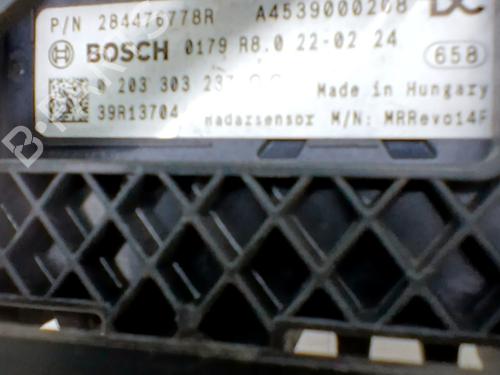 P/N 284476778R A4539000208 DC
BOSCH 0179 R8.0 22-02 24
658
0 203 303
Made in Hungary
39R13704 Radarsensor M/N: MRRevo14F